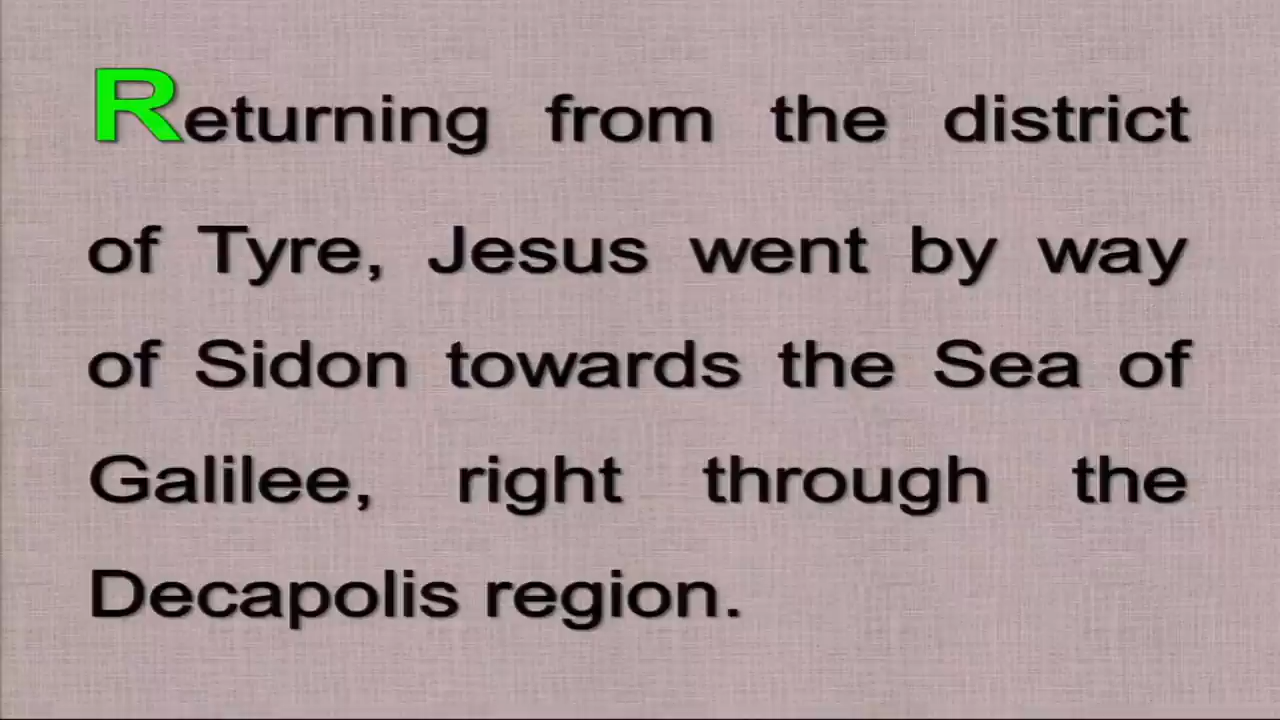 Returning from the district
of Tyre, Jesus went by way
of Sidon towards the Sea of
Galilee, right through the
Decapolis region.